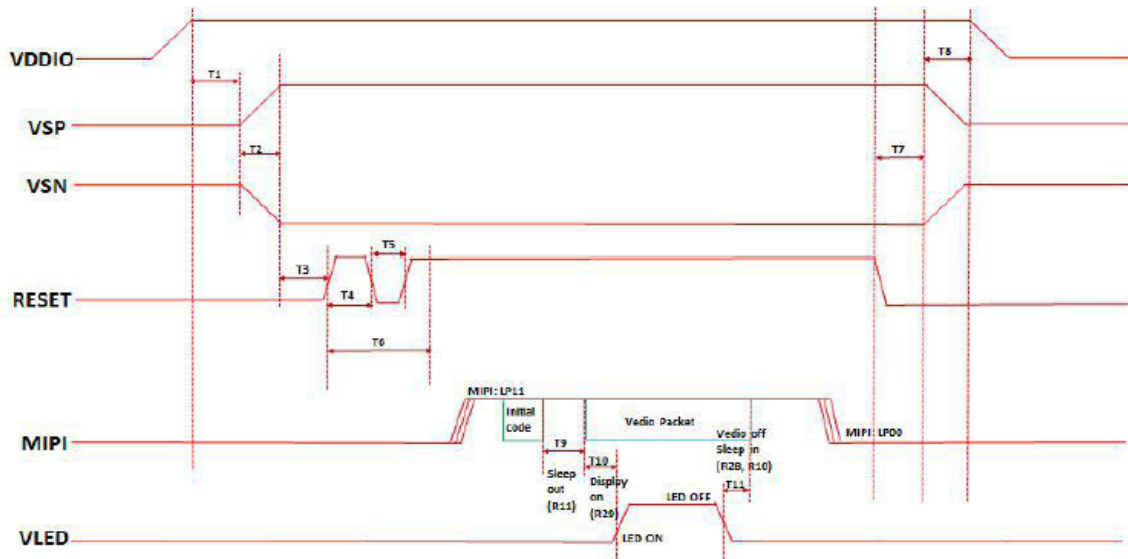 VDDIO
T1
T8
VSP
T2
T7
VSN
T5
T3
RESET
T4
T6
MIPI: LP11
Initial
code
Vedio Packet
MIPI
MIPI: LP00
T9
T10
Vedio off
Sleep in
(R28, R10)
Sleep
out
(R11)
Display
on
(R29)
T11
LED OFF
VLED
LED ON